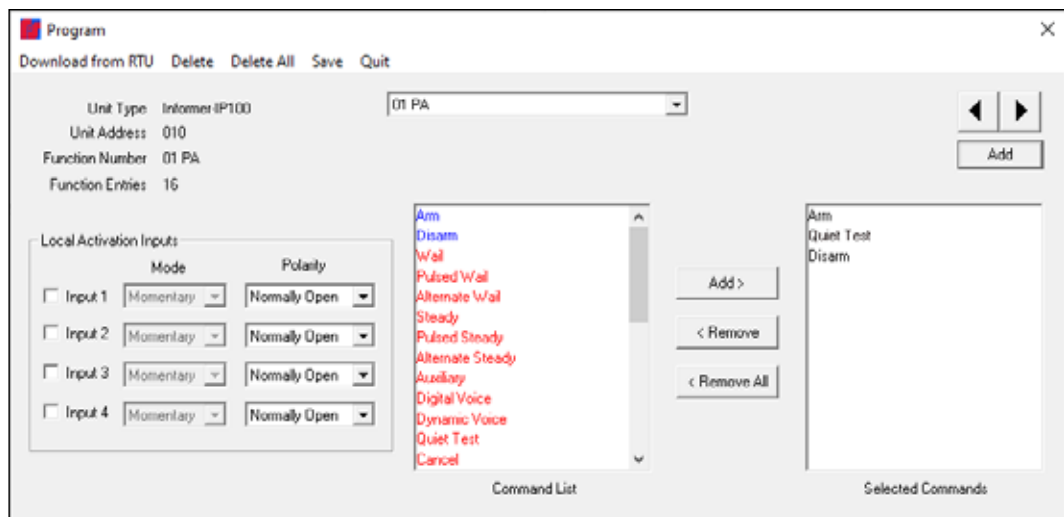 Program
Download from RTU Delete Delete All Save Quit
Unit Type Informer-IP100
01 PA
Unit Address 010
Function Number 01 PA
Function Entries 16
Add
Local Activation Inputs
Mode Polarity
Input 1 Momentary Normally Open
Input 2 Momentary Normally Open
Input 3 Momentary Normally Open
Input 4 Momentary Normally Open
Arm
Disarm
Wail
Pulsed Wail
Alternate Wail
Steady
Pulsed Steady
Alternate Steady
Auxiliary
Digital Voice
Dynamic Voice
Quiet Test
Cancel
Command List
Add >
< Remove
< Remove All
Arm
Quiet Test
Disarm
Selected Commands